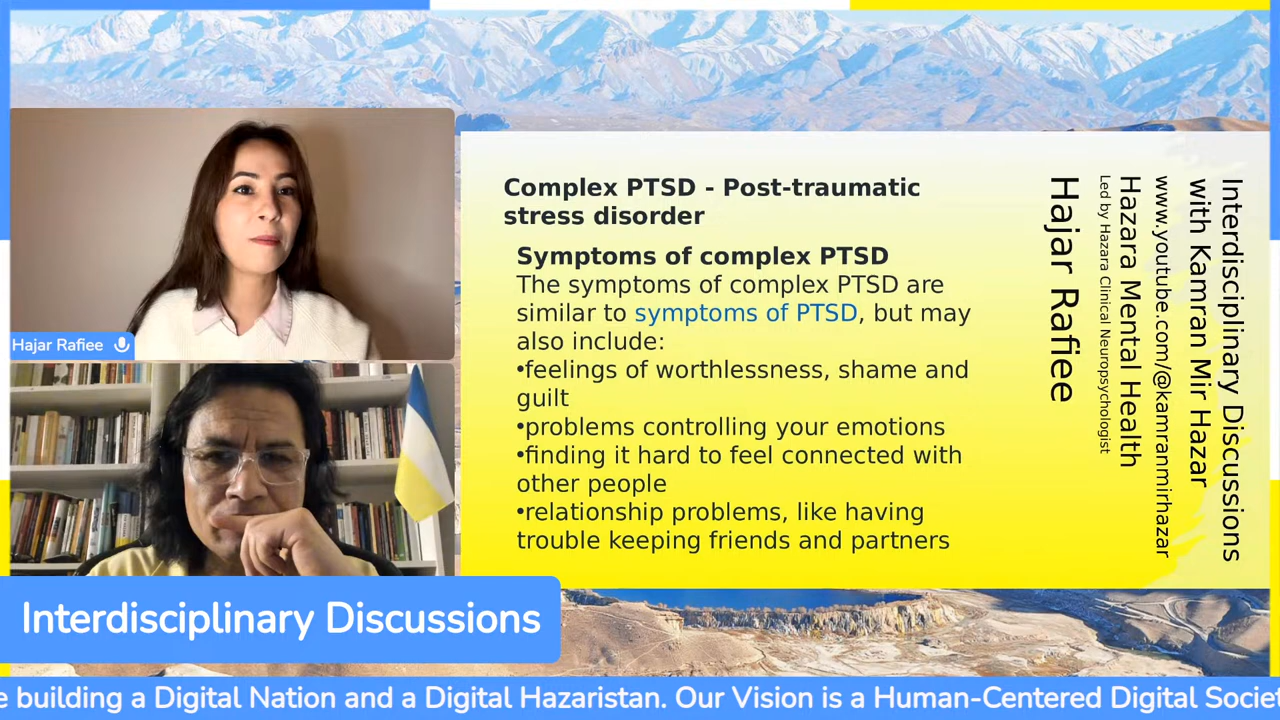 Complex PTSD - Post-traumatic
stress disorder
Symptoms of complex PTSD
The symptoms of complex PTSD are
similar to symptoms of PTSD, but may
also include:
•feelings of worthlessness, shame and
guilt
•problems controlling your emotions
•finding it hard to feel connected with
other people
•relationship problems, like having
trouble keeping friends and partners
Interdisciplinary Discussions
with Kamran Mir Hazar
www.youtube.com/@kamranmirhazar
Hazara Mental Health
Led by Hazara Clinical Neuropsychologist
Hajar Rafiee
Hajar Rafiee
Interdisciplinary Discussions
e building a Digital Nation and a Digital Hazaristan. Our Vision is a Human-Centered Digital Societ